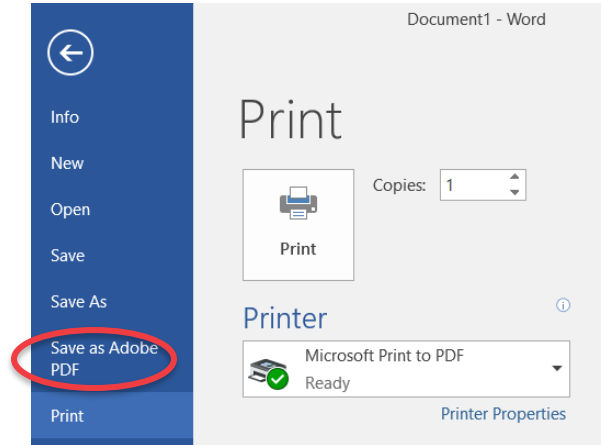 Document1 - Word
Info
New
Open
Save
Save As
Save as Adobe
PDF
Print
Print
Copies: 1
Print
Printer
Microsoft Print to PDF
Ready
Printer Properties